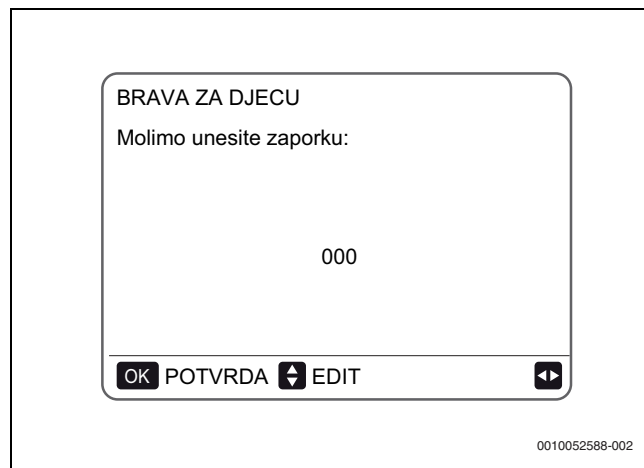 BRAVA ZA DJECU
Molimo unesite zaporku:
000
OK POTVRDA EDIT
0010052588-002